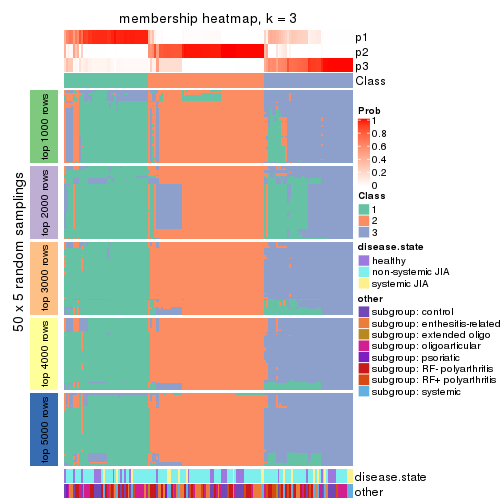 membership heatmap, k = 3
p1
p2
p3
Class
50 x 5 random samplings
top 1000 rows
top 2000 rows
top 3000 rows
top 4000 rows
top 5000 rows
Prob
1
0.8
0.6
0.4
0.2
0
Class
1
2
3
disease.state
healthy
non-systemic JIA
systemic JIA
other
subgroup: control
subgroup: enthesitis-related
subgroup: extended oligo
subgroup: oligoarticular
subgroup: psoriatic
subgroup: RF- polyarthritis
subgroup: RF+ polyarthritis
subgroup: systemic
disease.state
other